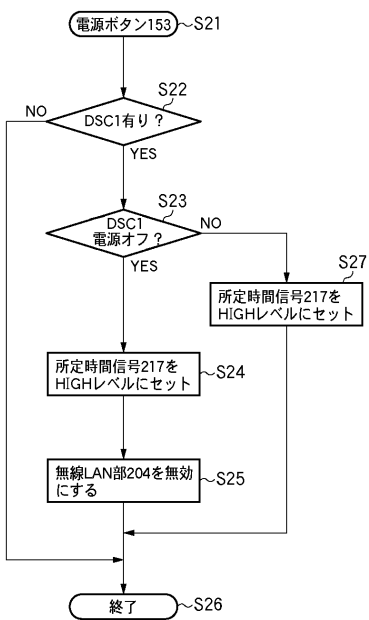 電源ボタン153
S21
S22
DSC1有り？
NO
YES
S23
DSC1
電源オフ？
NO
YES
S27
所定時間信号217を
HIGHレベルにセット
所定時間信号217を
HIGHレベルにセット
S24
無線LAN部204を無効
にする
S25
終了
S26